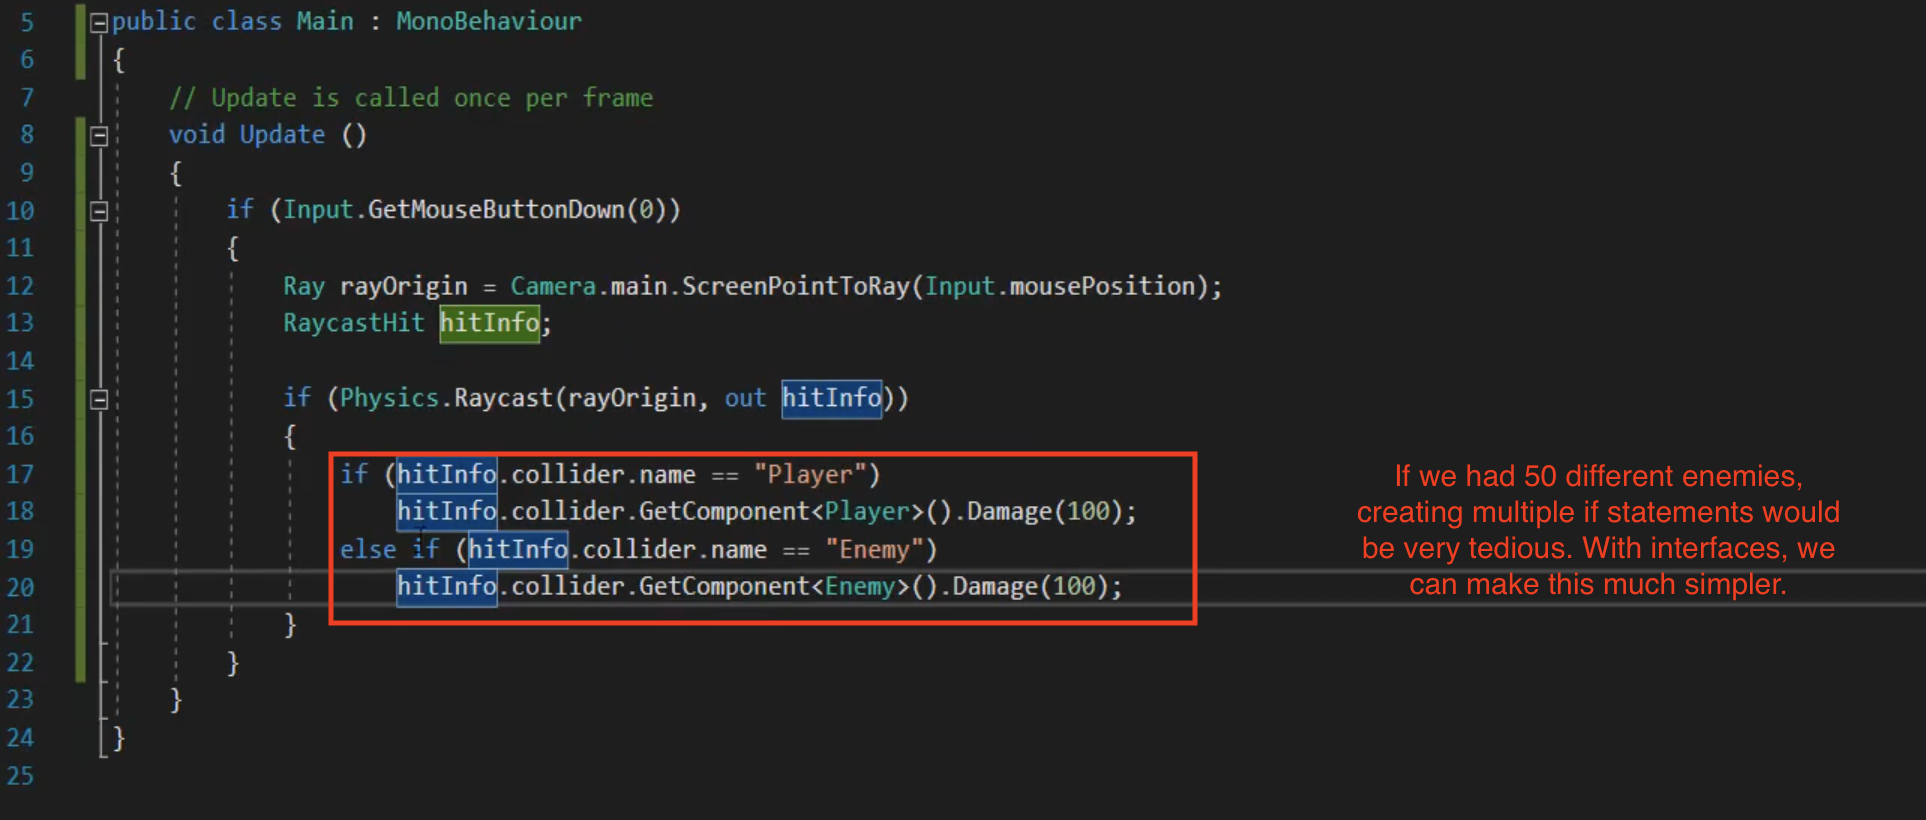 5 public class Main : MonoBehaviour
6 {
7 // Update is called once per frame
8 void Update ()
9 {
10 if (Input.GetMouseButtonDown(0))
11 {
12 Ray rayOrigin = Camera.main.ScreenPointToRay(Input.mousePosition);
13 RaycastHit hitInfo;
14
15 if (Physics.Raycast(rayOrigin, out hitInfo))
16 {
17 if (hitInfo.collider.name == "Player")
18 hitInfo.collider.GetComponent<Player>().Damage(100);
19 else if (hitInfo.collider.name == "Enemy")
20 hitInfo.collider.GetComponent<Enemy>().Damage(100);
21 }
22 }
23 }
24 }
25
If we had 50 different enemies,
creating multiple if statements would
be very tedious. With interfaces, we
can make this much simpler.